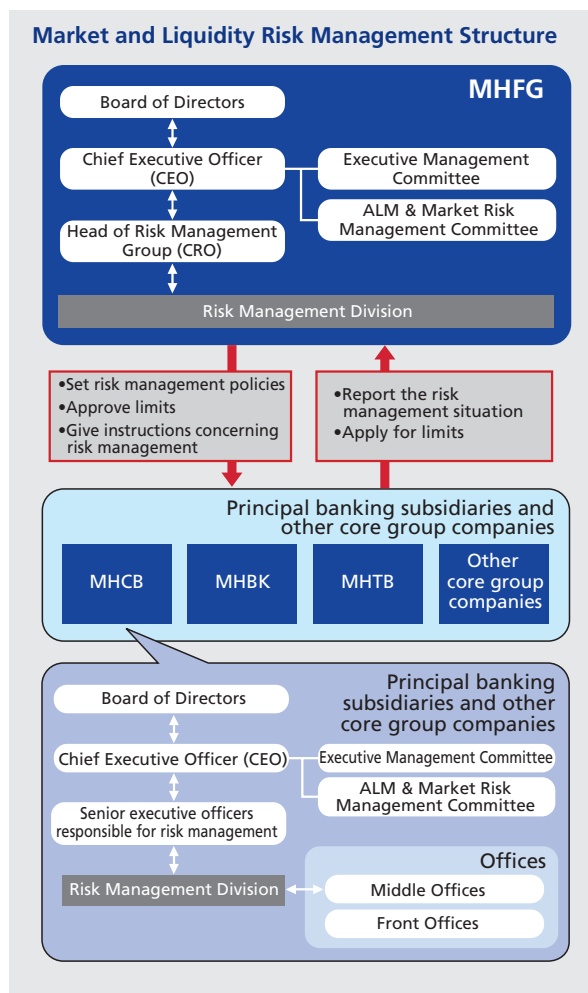 Market and Liquidity Risk Management Structure
MHFG
Board of Directors
Chief Executive Officer
(CEO)
Executive Management
Committee
ALM & Market Risk
Management Committee
Head of Risk Management
Group (CRO)
Risk Management Division
•Set risk management policies
•Approve limits
•Give instructions concerning
risk management
•Report the risk
management situation
•Apply for limits
Principal banking subsidiaries and
other core group companies
MHCB
MHBK
MHTB
Other
core group
companies
Principal banking
subsidiaries and other
core group companies
Board of Directors
Chief Executive Officer (CEO)
Executive Management Committee
ALM & Market Risk
Management Committee
Senior executive officers
responsible for risk management
Risk Management Division
Offices
Middle Offices
Front Offices